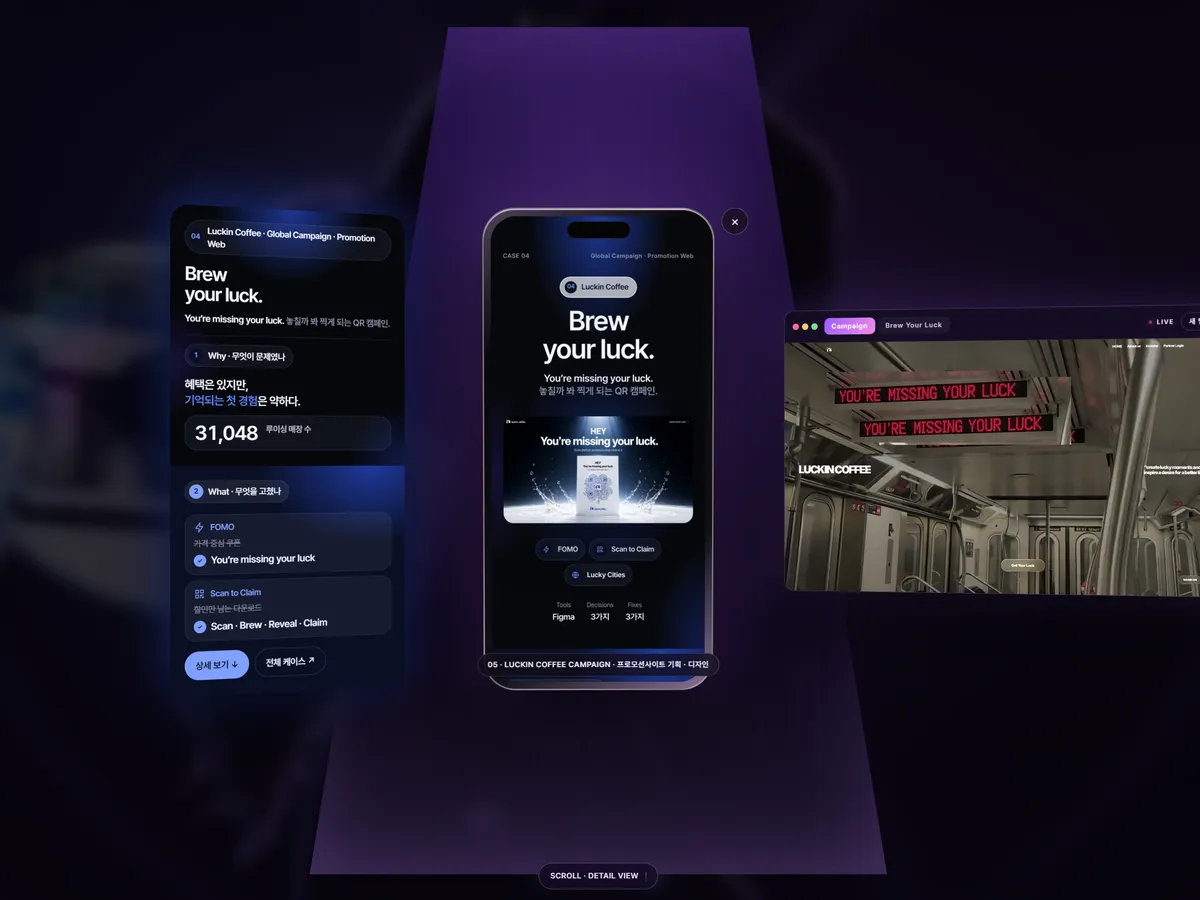 04 Luckin Coffee · Global Campaign · Promotion
Web
Brew
your luck.
You're missing your luck. 놓칠까 봐 찍게 되는 QR 캠페인.
1 Why · 무엇이 문제였나
혜택은 있지만,
기억되는 첫 경험은 약하다.
31,048 루이싱 매장 수
2 What · 무엇을 고쳤나
FOMO
가격 중심 쿠폰
You're missing your luck
Scan to Claim
할인만 남는 다운로드
Scan · Brew · Reveal · Claim
상세 보기 ↓
전체 케이스 ↗
×
CASE 04
Global Campaign · Promotion Web
04 Luckin Coffee
Brew
your luck.
You're missing your luck.
놓칠까 봐 찍게 되는 QR 캠페인.
HEY
You're missing your luck.
FOMO
Scan to Claim
Lucky Cities
Tools Decisions Fixes
Figma 3가지 3가지
05 · LUCKIN COFFEE CAMPAIGN · 프로모션사이트 기획 · 디자인
Campaign
Brew Your Luck
LIVE
새
YOU'RE MISSING YOUR LUCK
YOU'RE MISSING YOUR LUCK
LUCKIN COFFEE
Get Your Luck
SCROLL · DETAIL VIEW